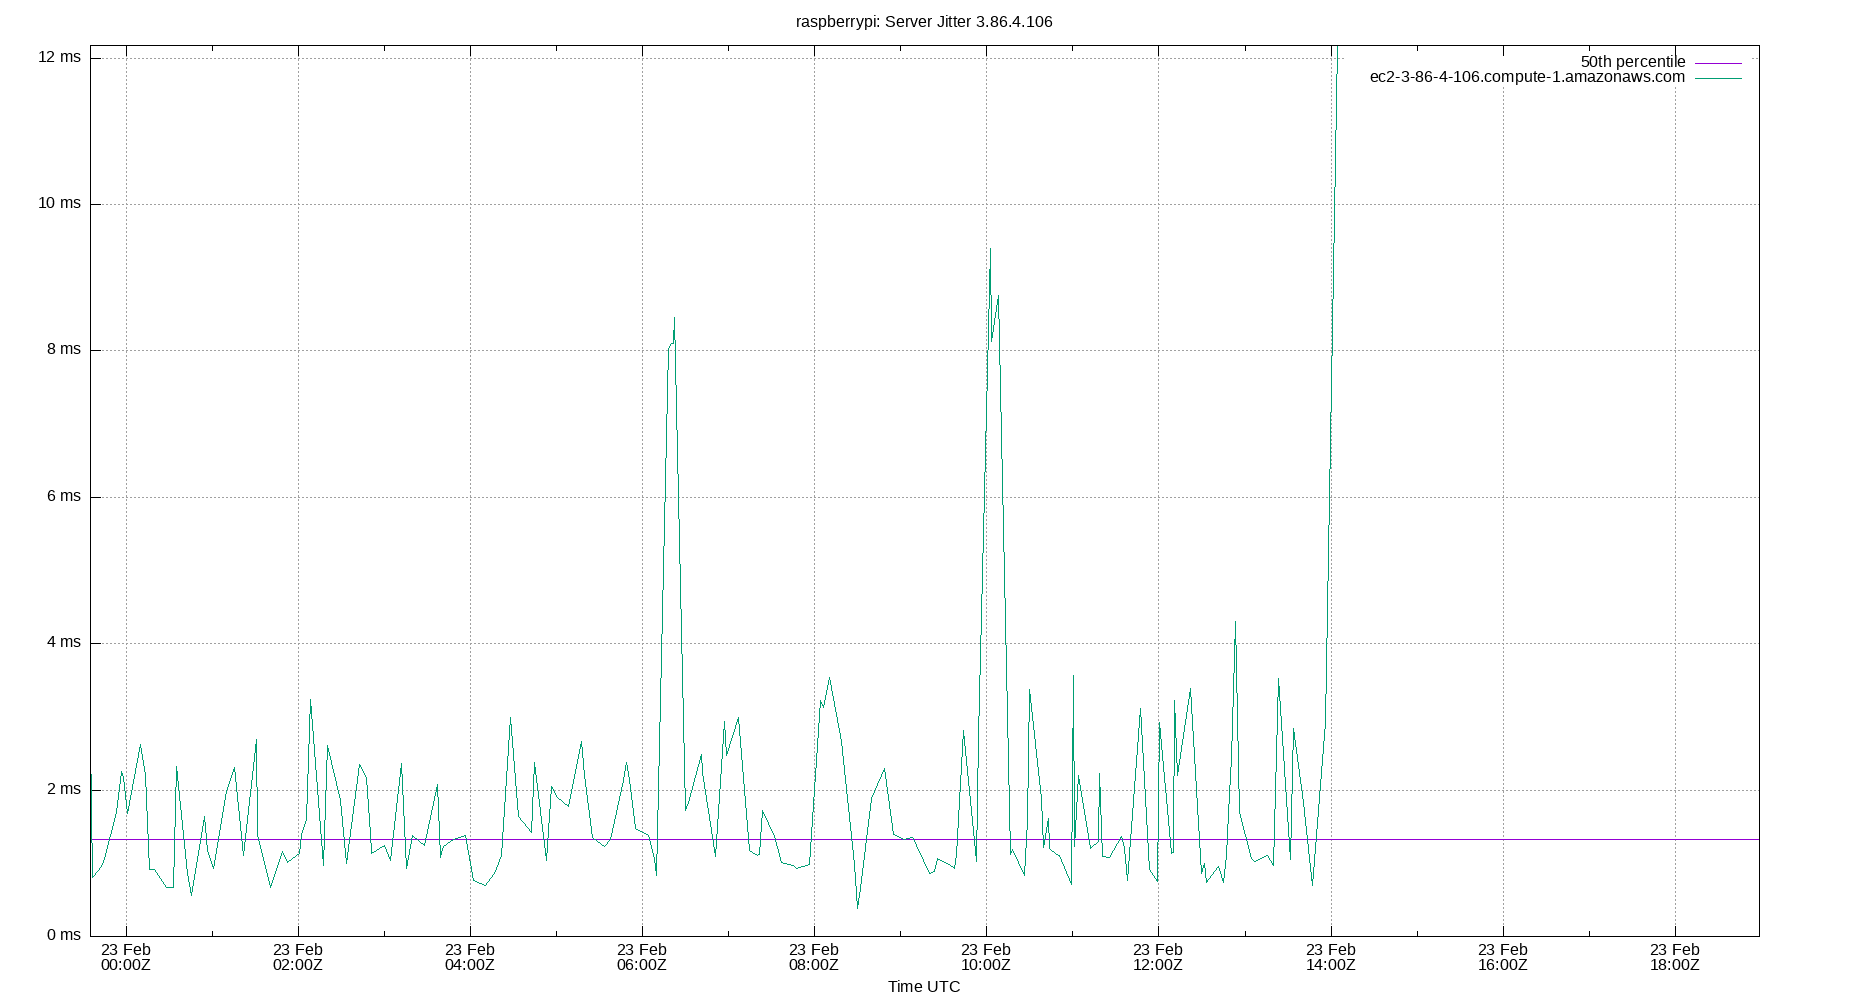 raspberrypi: Server Jitter 3.86.4.106
12 ms
10 ms
8 ms
6 ms
4 ms
2 ms
0 ms
50th percentile
ec2-3-86-4-106.compute-1.amazonaws.com
23 Feb 23 Feb 23 Feb 23 Feb 23 Feb 23 Feb 23 Feb 23 Feb 23 Feb 23 Feb
00:00Z 02:00Z 04:00Z 06:00Z 08:00Z 10:00Z 12:00Z 14:00Z 16:00Z 18:00Z
Time UTC